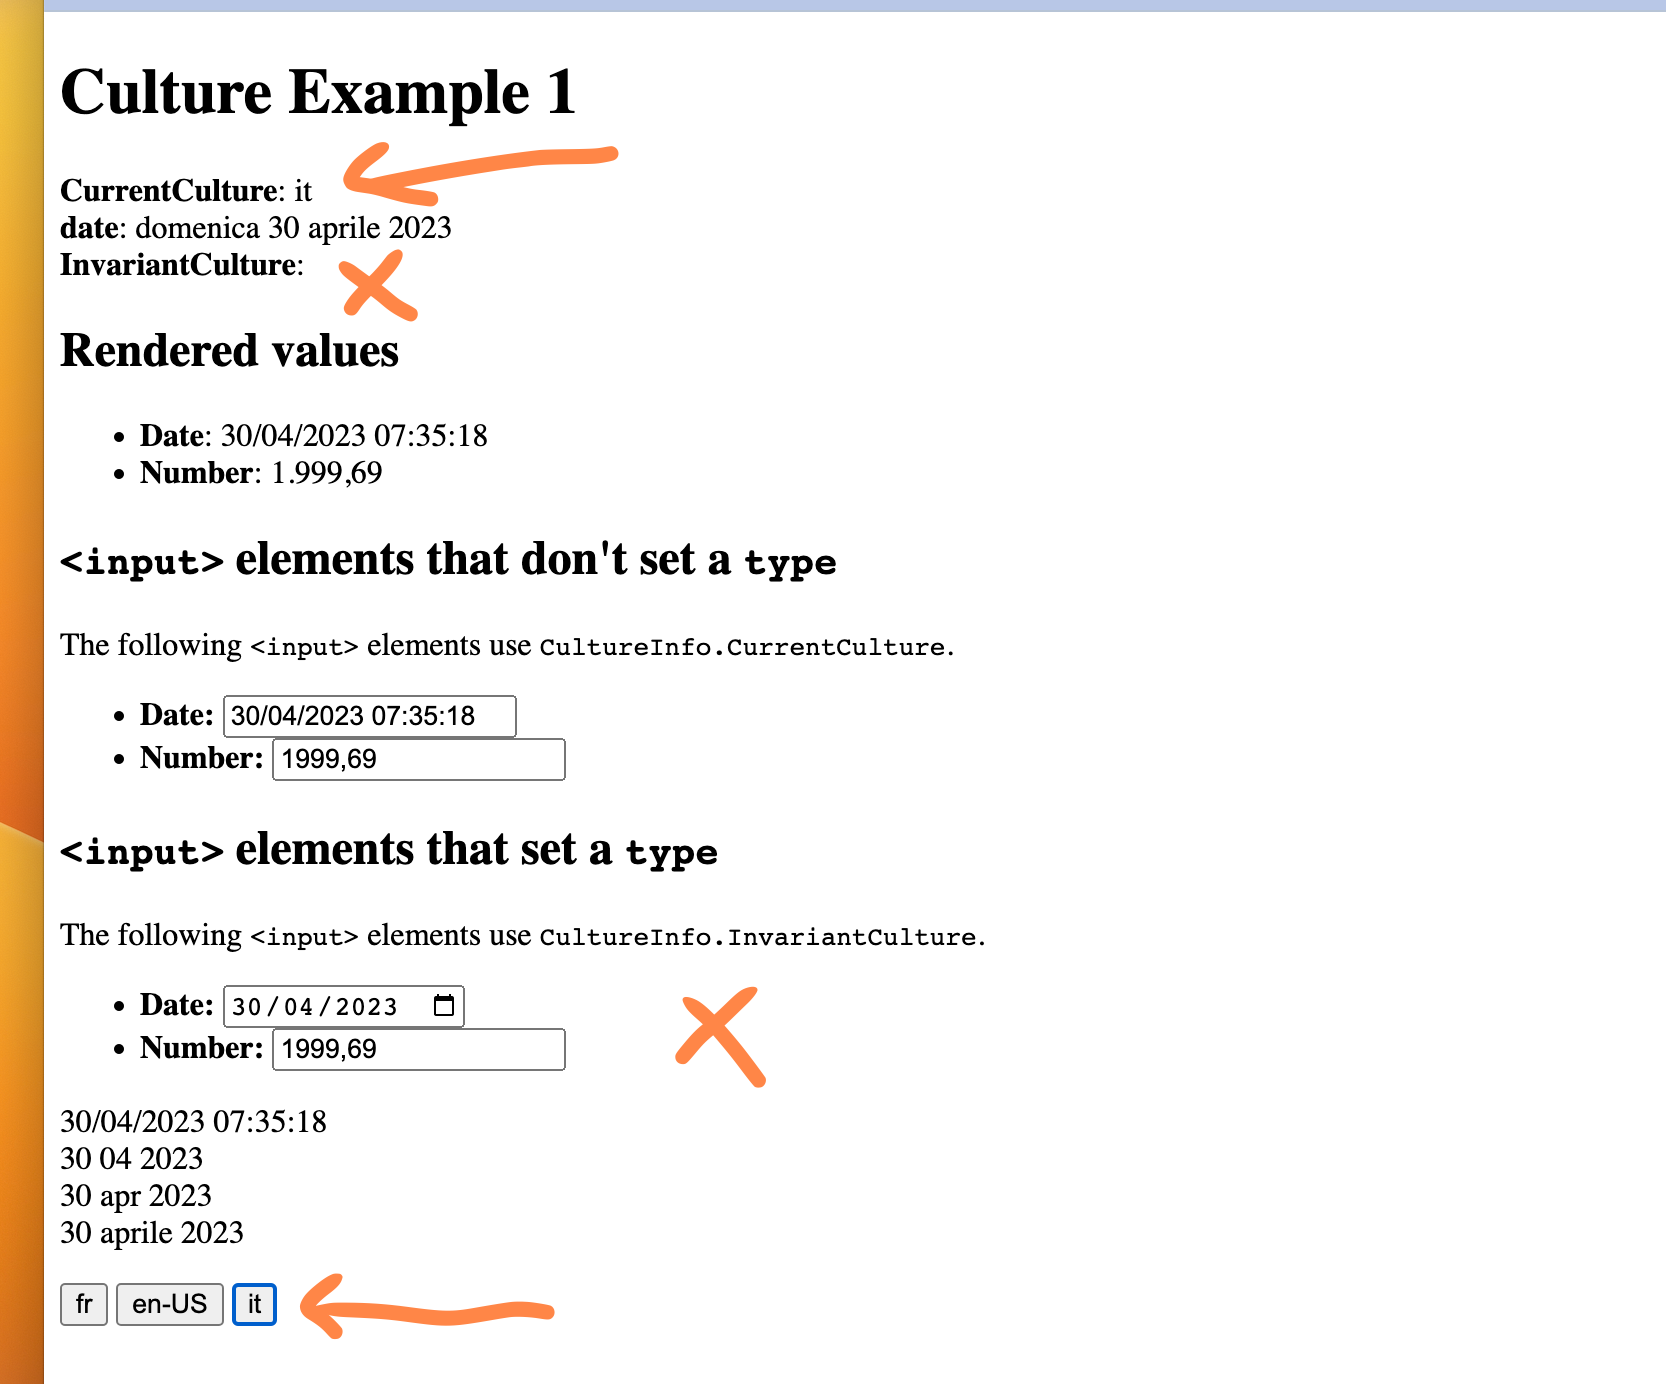 Culture Example 1
CurrentCulture: it
date: domenica 30 aprile 2023
InvariantCulture:
Rendered values
• Date: 30/04/2023 07:35:18
• Number: 1.999,69
<input> elements that don't set a type
The following <input> elements use CultureInfo.CurrentCulture.
• Date: 30/04/2023 07:35:18
• Number: 1999,69
<input> elements that set a type
The following <input> elements use CultureInfo.InvariantCulture.
• Date: 30/04/2023
• Number: 1999,69
30/04/2023 07:35:18
30 04 2023
30 apr 2023
30 aprile 2023
fr en-US it